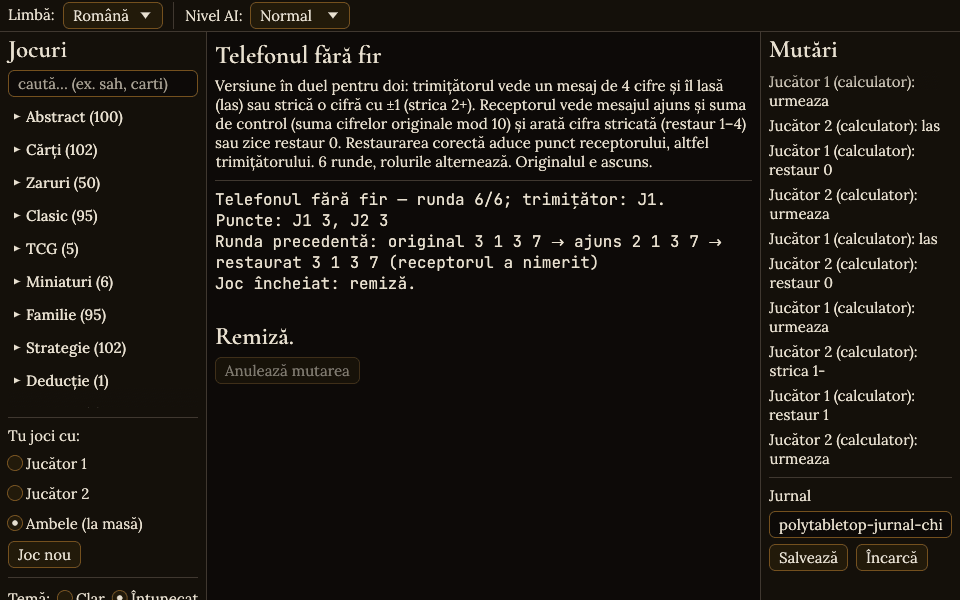 Limbă: Română ▼ Nivel AI: Normal ▼
Jocuri
caută... (ex. sah, carti)
▸ Abstract (100)
▸ Cărți (102)
▸ Zaruri (50)
▸ Clasic (95)
▸ TCG (5)
▸ Miniaturi (6)
▸ Familie (95)
▸ Strategie (102)
▸ Deducție (1)
Tu joci cu:
Jucător 1
Jucător 2
Ambele (la masă)
Joc nou
Temă: Clar Întunecat
Telefonul fără fir
Versiune în duel pentru doi: trimițătorul vede un mesaj de 4 cifre și îl lasă
(las) sau strică o cifră cu ±1 (strica 2+). Receptorul vede mesajul ajuns și suma
de control (suma cifrelor originale mod 10) și arată cifra stricată (restaur 1–4)
sau zice restaur 0. Restaurarea corectă aduce punct receptorului, altfel
trimițătorului. 6 runde, rolurile alternează. Originalul e ascuns.
Telefonul fără fir — runda 6/6; trimițător: J1.
Puncte: J1 3, J2 3
Runda precedentă: original 3 1 3 7 → ajuns 2 1 3 7 →
restaurat 3 1 3 7 (receptorul a nimerit)
Joc încheiat: remiză.
Remiză.
Anulează mutarea
Mutări
Jucător 1 (calculator):
urmeaza
Jucător 2 (calculator): las
Jucător 1 (calculator):
restaur 0
Jucător 2 (calculator):
urmeaza
Jucător 1 (calculator): las
Jucător 2 (calculator):
restaur 0
Jucător 1 (calculator):
urmeaza
Jucător 2 (calculator):
strica 1-
Jucător 1 (calculator):
restaur 1
Jucător 2 (calculator):
urmeaza
Jurnal
polytabletop-jurnal-chi
Salvează Încarcă